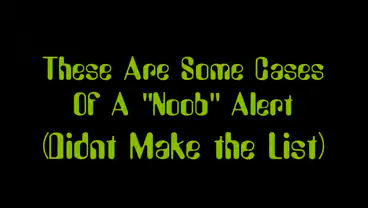 These Are Some Cases
Of A "Noob" Alert
(Didnt Make the List)